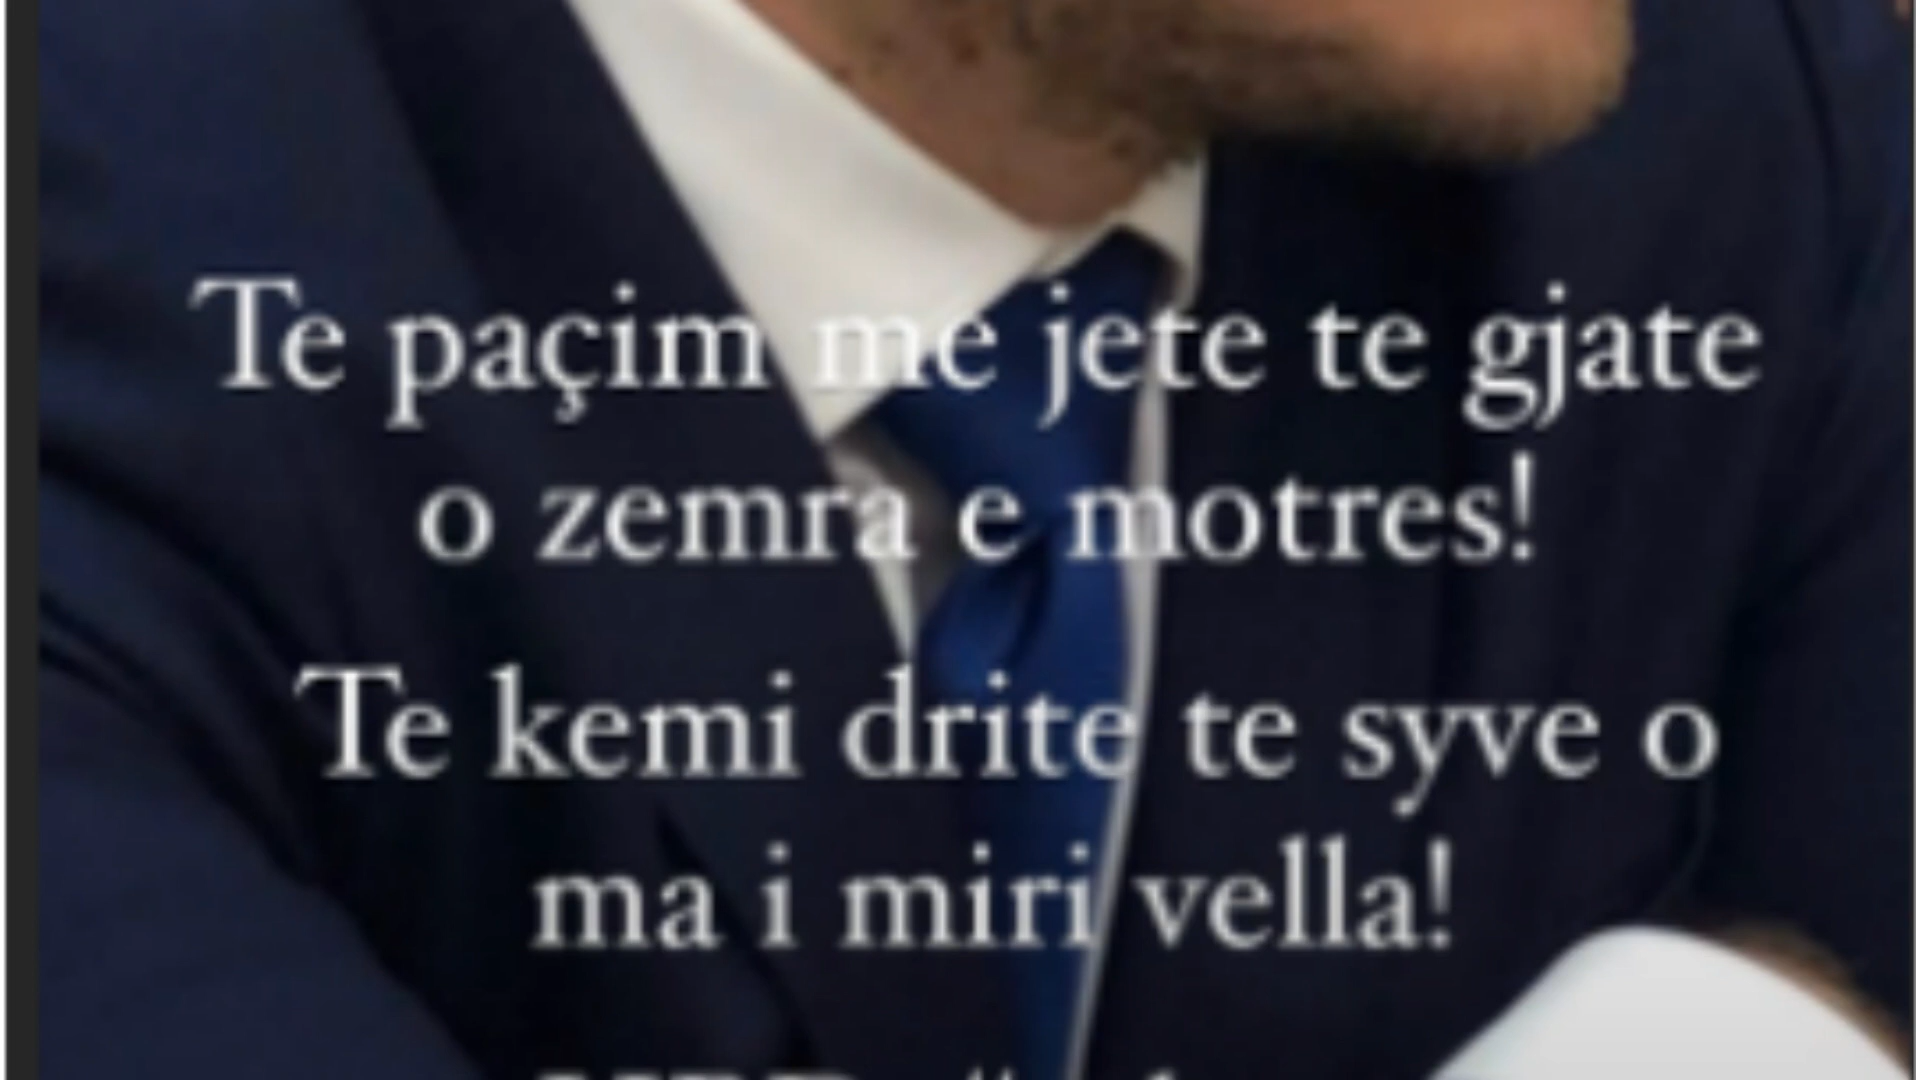 Te paçim me jete te gjate
o zemra e motres!
Te kemi drite te syve o
ma i miri vella!